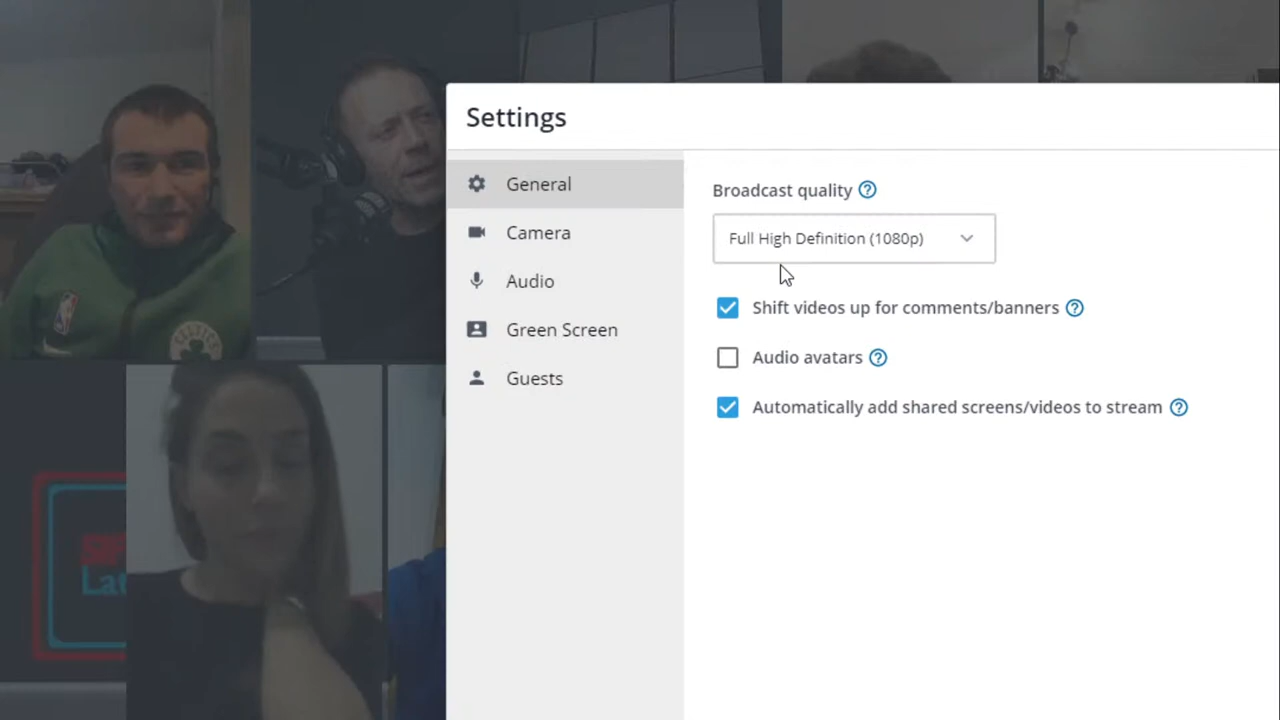 Settings
General
Camera
Audio
Green Screen
Guests
Broadcast quality
Full High Definition (1080p)
Shift videos up for comments/banners
Audio avatars
Automatically add shared screens/videos to stream
CELTICS